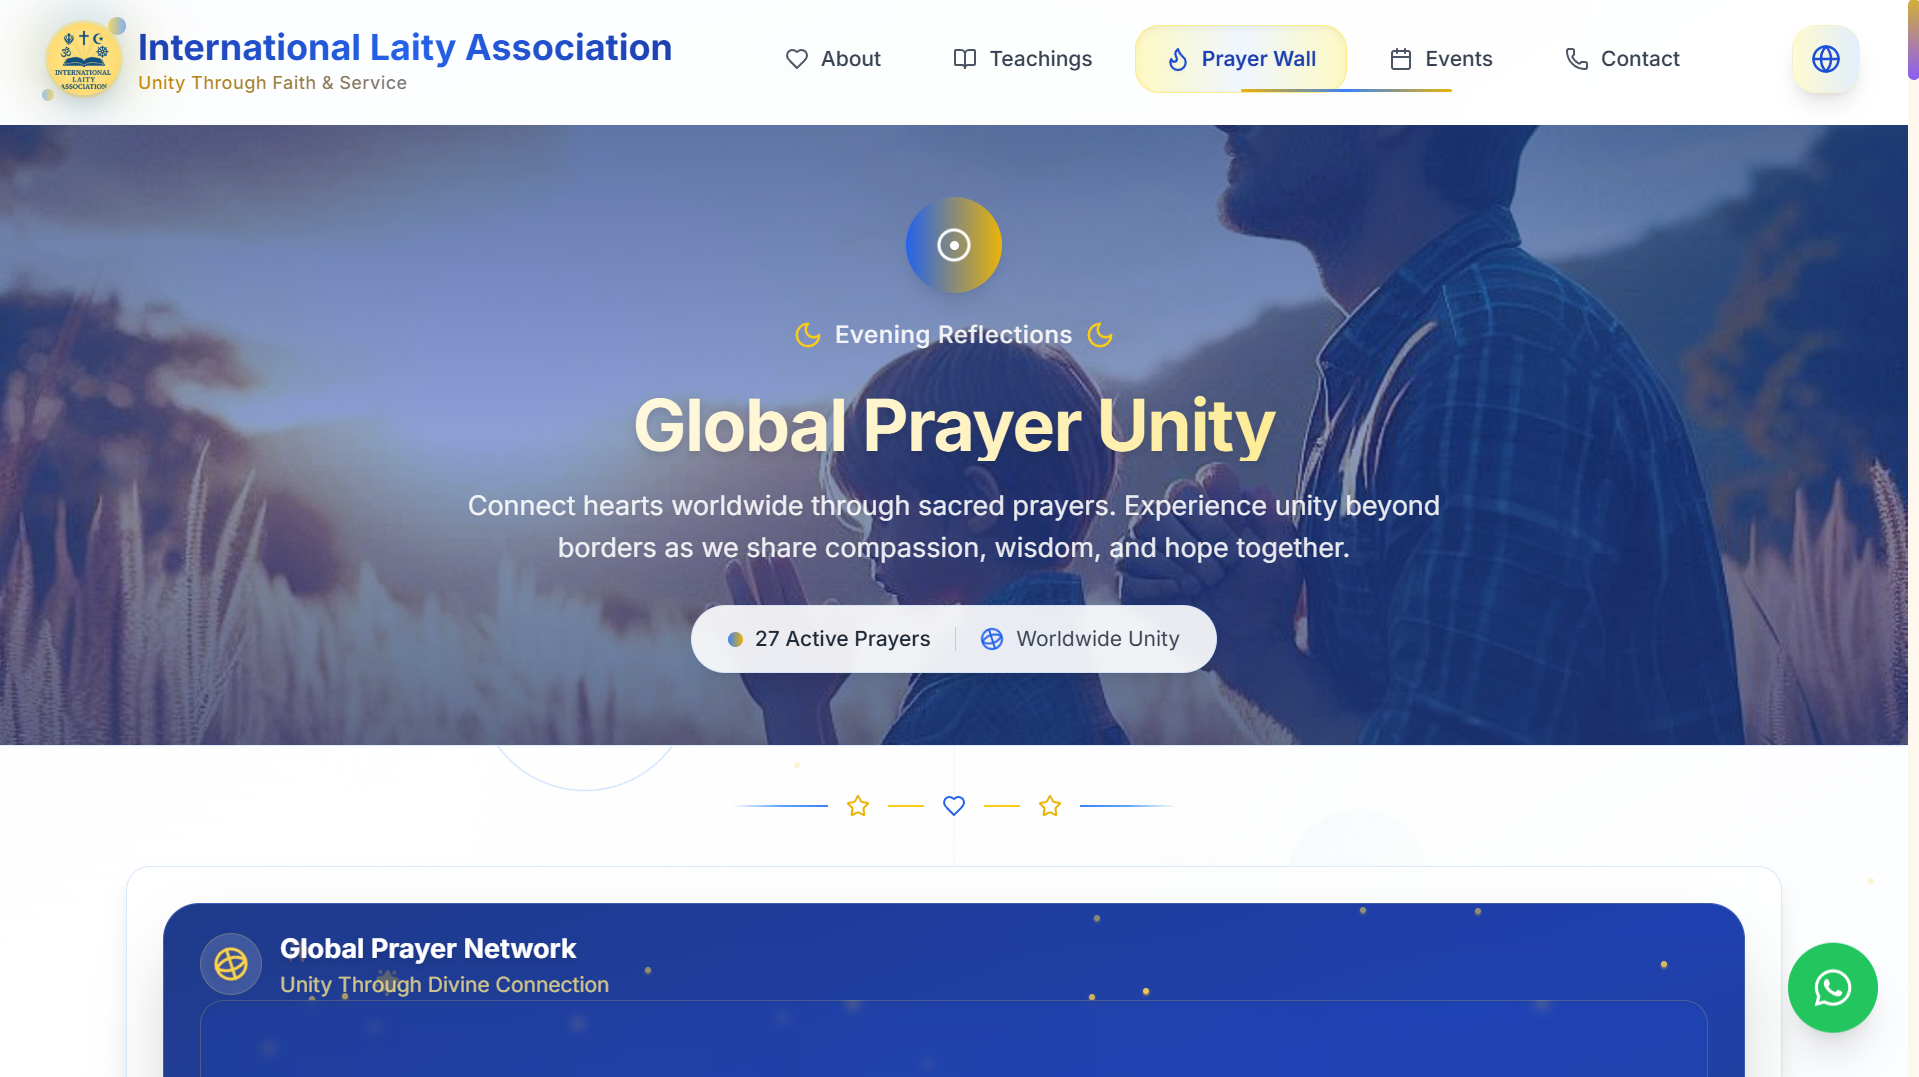 INTERNATIONAL
LAITY
ASSOCIATION
International Laity Association
Unity Through Faith & Service
About
Teachings
Prayer Wall
Events
Contact
Evening Reflections
Global Prayer Unity
Connect hearts worldwide through sacred prayers. Experience unity beyond
borders as we share compassion, wisdom, and hope together.
27 Active Prayers
Worldwide Unity
Global Prayer Network
Unity Through Divine Connection